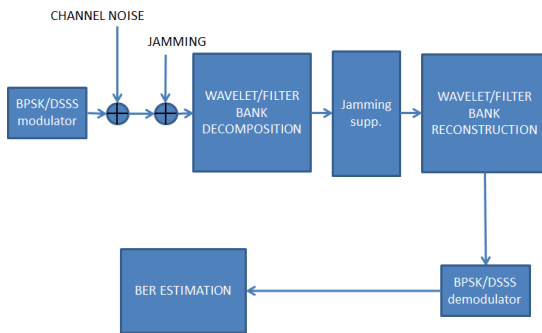 CHANNEL NOISE
JAMMING
BPSK/DSSS
modulator
WAVELET/FILTER
BANK
DECOMPOSITION
Jamming
supp.
WAVELET/FILTER
BANK
RECONSTRUCTION
BER ESTIMATION
BPSK/DSSS
demodulator